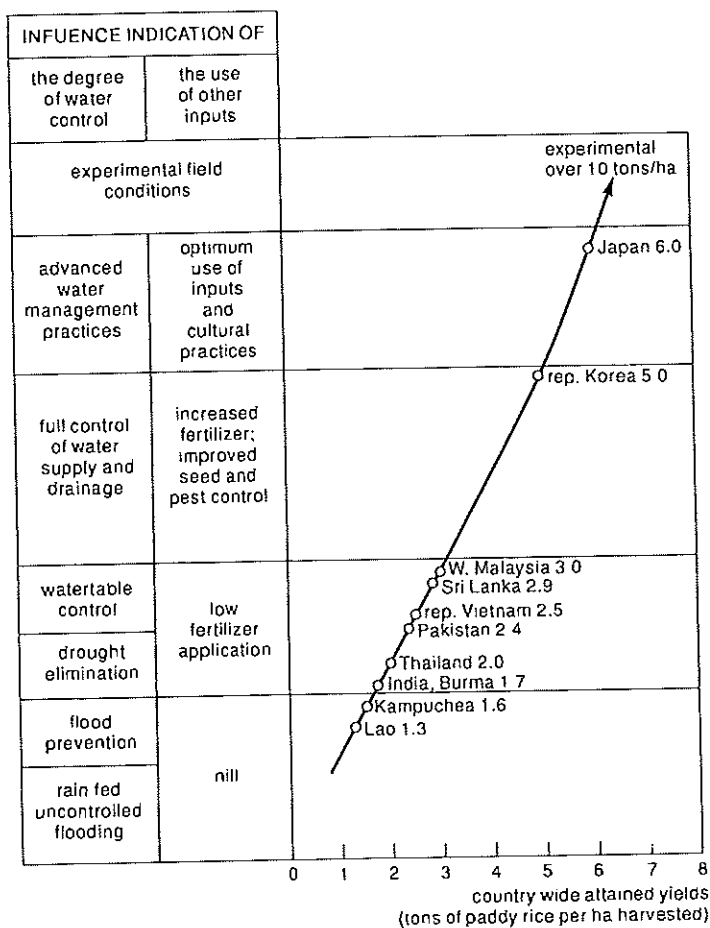 INFUENCE INDICATION OF
the degree
of water
control
the use
of other
inputs
experimental field
conditions
experimental
over 10 tons/ha
advanced
water
management
practices
optimum
use of
inputs
and
cultural
practices
Japan 6.0
rep. Korea 5 0
full control
of water
supply and
drainage
increased
fertilizer;
improved
seed and
pest control
W. Malaysia 3 0
Sri Lanka 2.9
watertable
control
low
fertilizer
application
rep. Vietnam 2.5
Pakistan 2 4
drought
elimination
Thailand 2.0
India, Burma 1 7
flood
prevention
Kampuchea 1.6
Lao 1.3
nill
rain fed
uncontrolled
flooding
0 1 2 3 4 5 6 7 8
country wide attained yields
(tons of paddy rice per ha harvested)